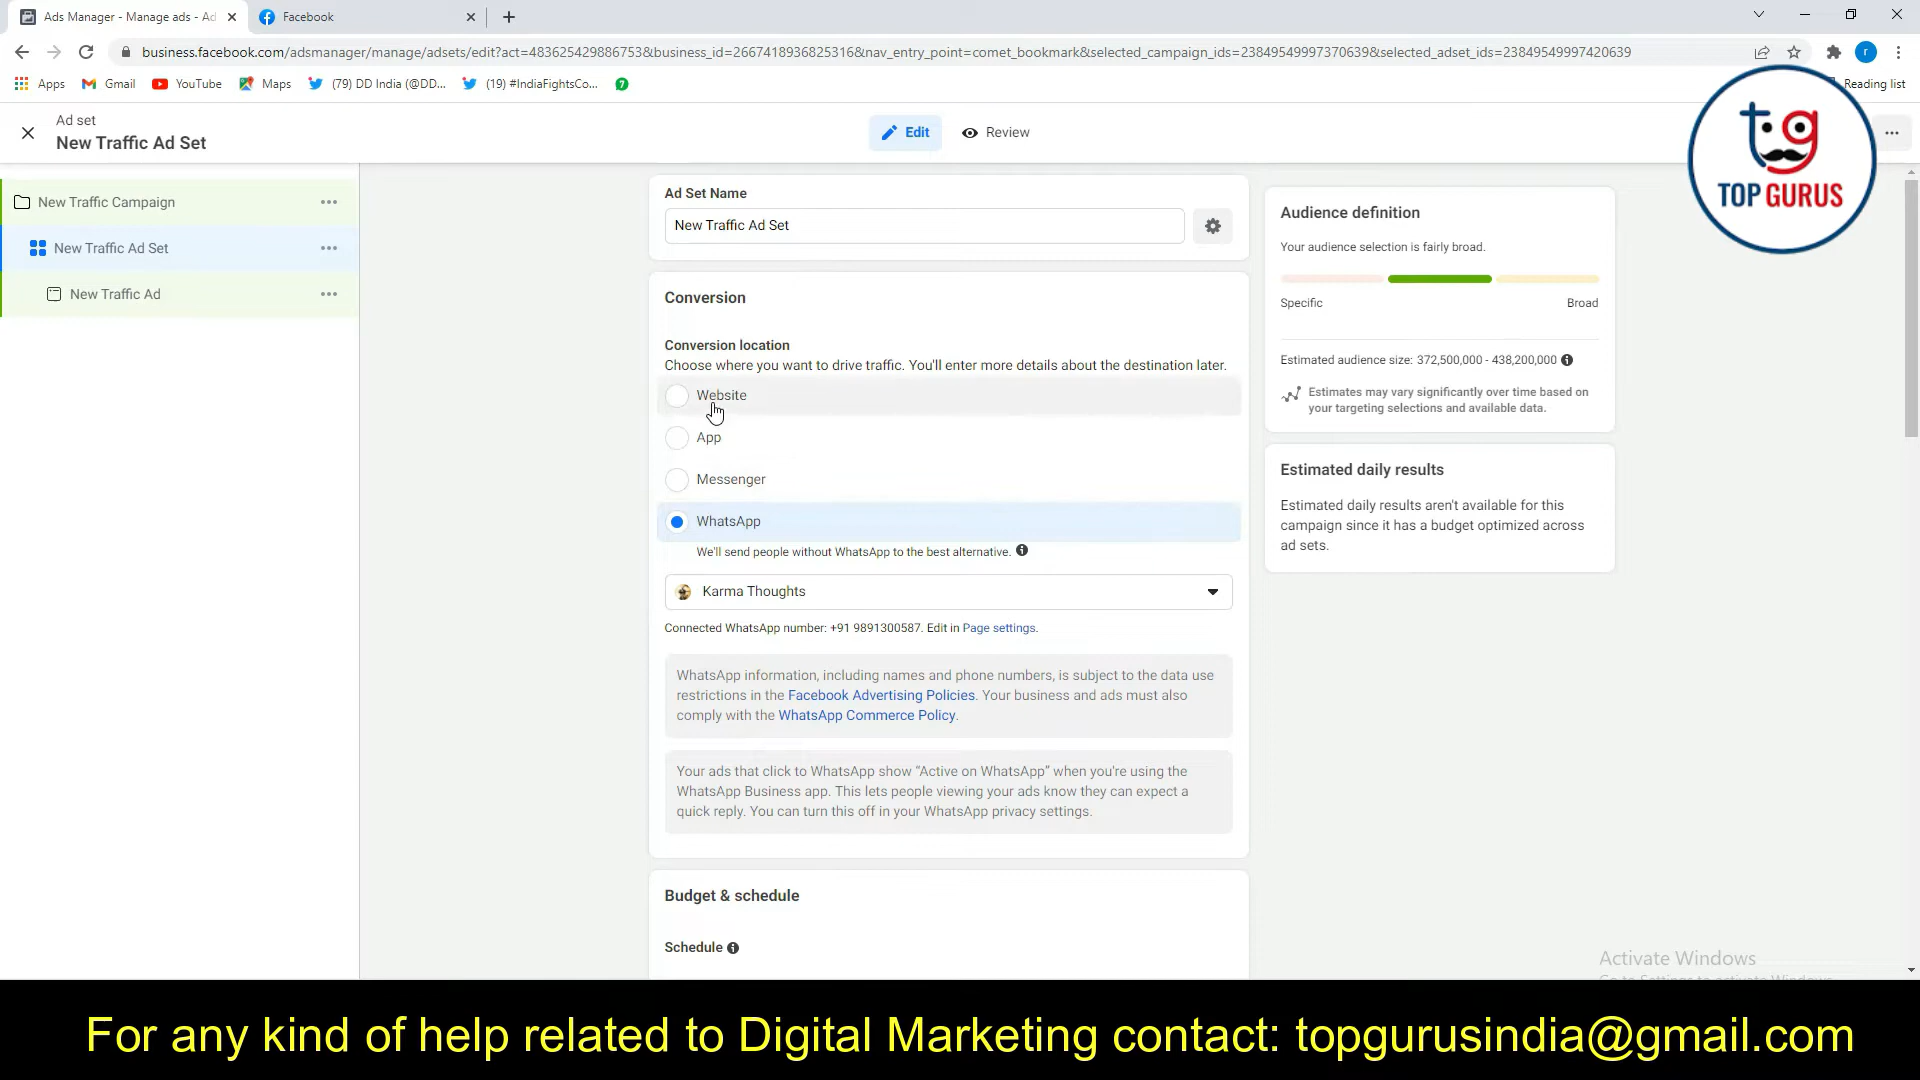 Ads Manager - Manage ads - Ad
Facebook
business.facebook.com/adsmanager/manage/adsets/edit?act=483625429886753&business_id=2667418936825316&nav_entry_point=comet_bookmark&selected_campaign_ids=23849549997370639&selected_adset_ids=23849549997420639
Apps
Gmail
YouTube
Maps
(79) DD India (@DD...
(19) #IndiaFightsCo...
Reading list
Ad set
New Traffic Ad Set
Edit
Review
tg
TOP GURUS
New Traffic Campaign
New Traffic Ad Set
New Traffic Ad
Ad Set Name
New Traffic Ad Set
Conversion
Conversion location
Choose where you want to drive traffic. You'll enter more details about the destination later.
Website
App
Messenger
WhatsApp
We'll send people without WhatsApp to the best alternative.
Karma Thoughts
Connected WhatsApp number: +91 9891300587. Edit in Page settings.
WhatsApp information, including names and phone numbers, is subject to the data use
restrictions in the Facebook Advertising Policies. Your business and ads must also
comply with the WhatsApp Commerce Policy.
Your ads that click to WhatsApp show “Active on WhatsApp” when you're using the
WhatsApp Business app. This lets people viewing your ads know they can expect a
quick reply. You can turn this off in your WhatsApp privacy settings.
Budget & schedule
Schedule
Audience definition
Your audience selection is fairly broad.
Specific
Broad
Estimated audience size: 372,500,000 - 438,200,000
Estimates may vary significantly over time based on
your targeting selections and available data.
Estimated daily results
Estimated daily results aren't available for this
campaign since it has a budget optimized across
ad sets.
Activate Windows
Go to Settings to activate Windows.
For any kind of help related to Digital Marketing contact: topgurusindia@gmail.com